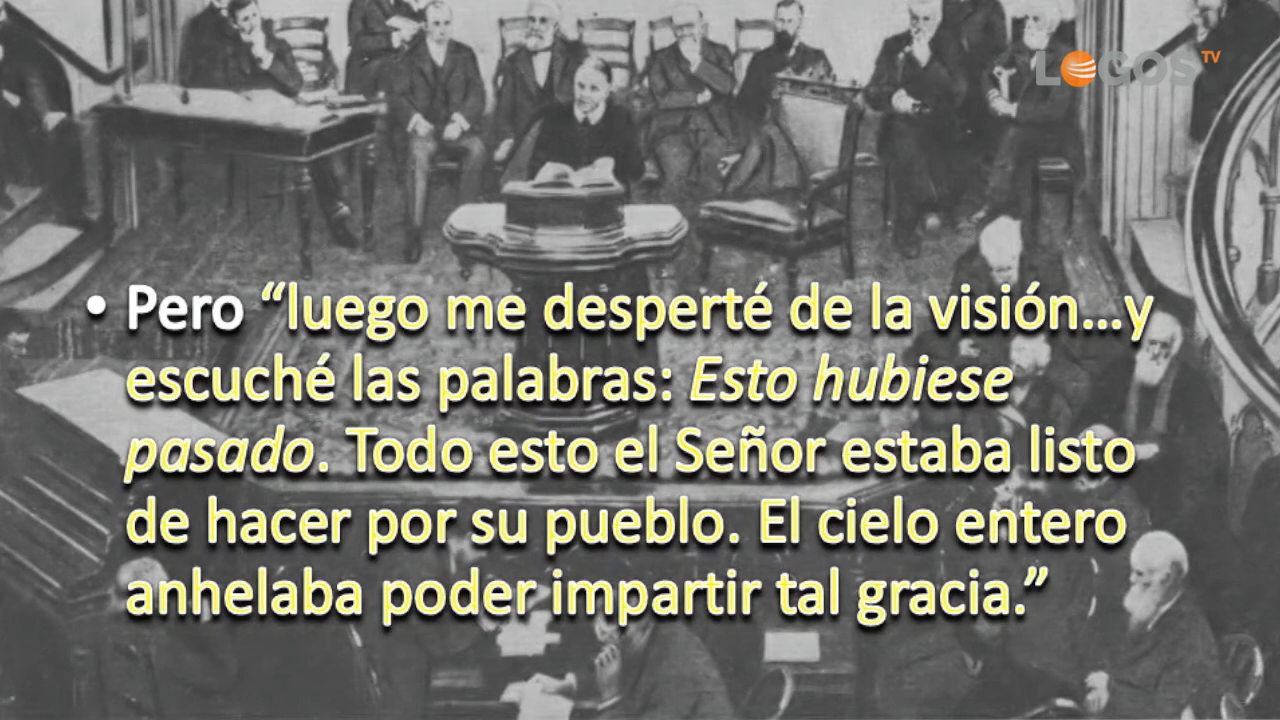 LOGOS TV
• Pero “luego me desperté de la visión...y
escuché las palabras: Esto hubiese
pasado. Todo esto el Señor estaba listo
de hacer por su pueblo. El cielo entero
anhelaba poder impartir tal gracia.”